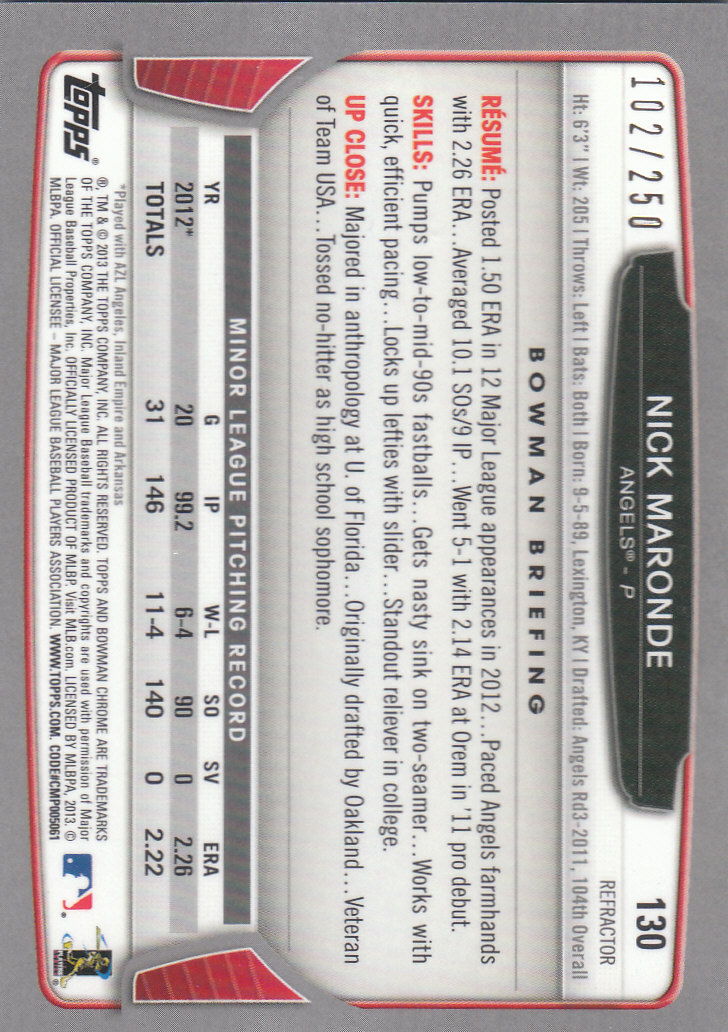 102/250
NICK MARONDE
130
ANGELS® - P
REFRACTOR
Ht: 6'3" | Wt: 205 | Throws: Left | Bats: Both | Born: 9-5-89, Lexington, KY | Drafted: Angels Rd3-2011, 104th Overall
BOWMAN BRIEFING
RÉSUMÉ: Posted 1.50 ERA in 12 Major League appearances in 2012...Paced Angels farmhands
with 2.26 ERA...Averaged 10.1 SOs/9 IP...Went 5-1 with 2.14 ERA at Orem in '11 pro debut.
SKILLS: Pumps low-to-mid-90s fastballs...Gets nasty sink on two-seamer...Works with
quick, efficient pacing...Locks up lefties with slider...Standout reliever in college.
UP CLOSE: Majored in anthropology at U. of Florida...Originally drafted by Oakland...Veteran
of Team USA...Tossed no-hitter as high school sophomore.
MINOR LEAGUE PITCHING RECORD
YR G IP W-L SO SV ERA
2012* 20 99.2 6-4 90 0 2.26
TOTALS 31 146 11-4 140 0 2.22
*Played with AZL Angeles, Inland Empire and Arkansas
topps®
®, TM & © 2013 THE TOPPS COMPANY, INC. ALL RIGHTS RESERVED. TOPPS AND BOWMAN CHROME ARE TRADEMARKS
OF THE TOPPS COMPANY, INC. Major League Baseball trademarks and copyrights are used with permission of Major
League Baseball Properties, Inc. OFFICIALLY LICENSED PRODUCT OF MLBP. Visit MLB.com. LICENSED BY MLBPA, 2013. ©
MLBPA. OFFICIAL LICENSEE – MAJOR LEAGUE BASEBALL PLAYERS ASSOCIATION. WWW.TOPPS.COM. CODE#CMP005061